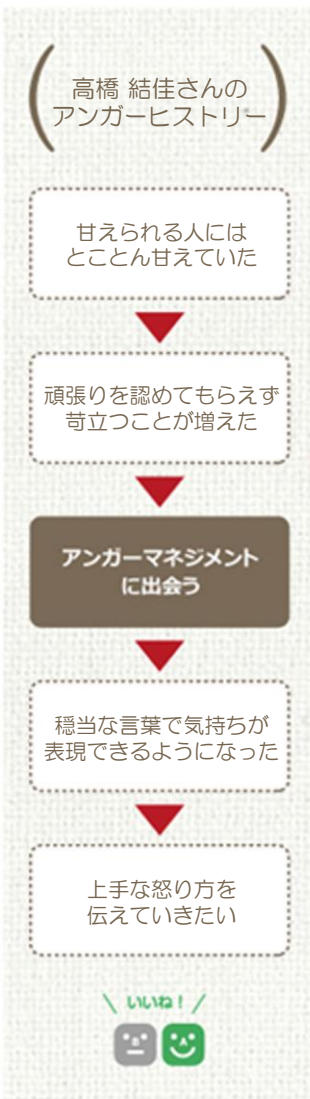 高橋 結佳さんの
アンガーヒストリー
甘えられる人には
とことん甘えていた
頑張りを認めてもらえず
苛立つことが増えた
アンガーマネジメント
に出会う
穏当な言葉で気持ちが
表現できるようになった
上手な怒り方を
伝えていきたい
いいね！